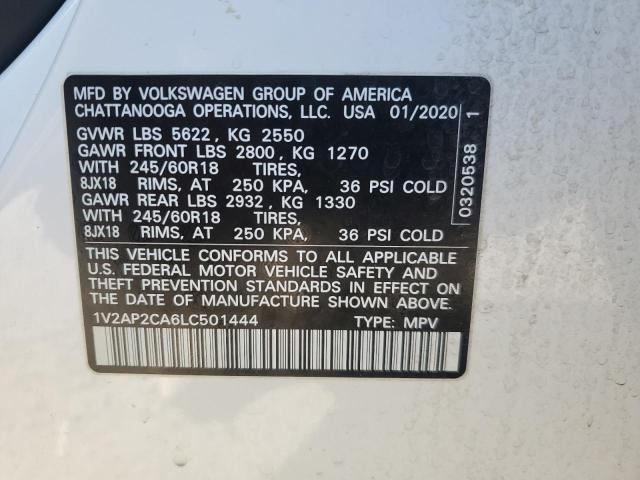 MFD BY VOLKSWAGEN GROUP OF AMERICA
CHATTANOOGA OPERATIONS, LLC. USA 01/2020
GVWR LBS 5622, KG 2550
GAWR FRONT LBS 2800, KG 1270
WITH 245/60R18 TIRES,
8JX18 RIMS, AT 250 KPA, 36 PSI COLD
GAWR REAR LBS 2932, KG 1330
WITH 245/60R18 TIRES,
8JX18 RIMS, AT 250 KPA, 36 PSI COLD
THIS VEHICLE CONFORMS TO ALL APPLICABLE
U.S. FEDERAL MOTOR VEHICLE SAFETY AND
THEFT PREVENTION STANDARDS IN EFFECT ON
THE DATE OF MANUFACTURE SHOWN ABOVE.
1V2AP2CA6LC501444 TYPE: MPV
0320538 1